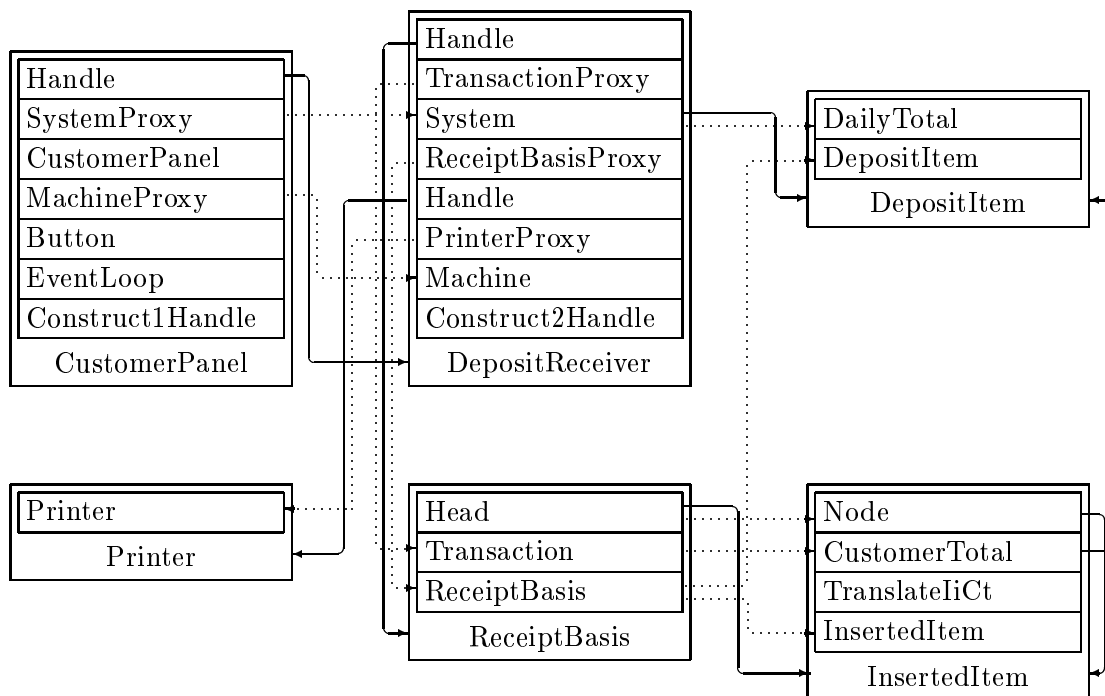 Handle
SystemProxy
CustomerPanel
MachineProxy
Button
EventLoop
Construct1Handle
CustomerPanel
Handle
TransactionProxy
System
ReceiptBasisProxy
Handle
PrinterProxy
Machine
Construct2Handle
DepositReceiver
DailyTotal
DepositItem
DepositItem
Printer
Printer
Head
Transaction
ReceiptBasis
ReceiptBasis
Node
CustomerTotal
TranslateIiCt
InsertedItem
InsertedItem